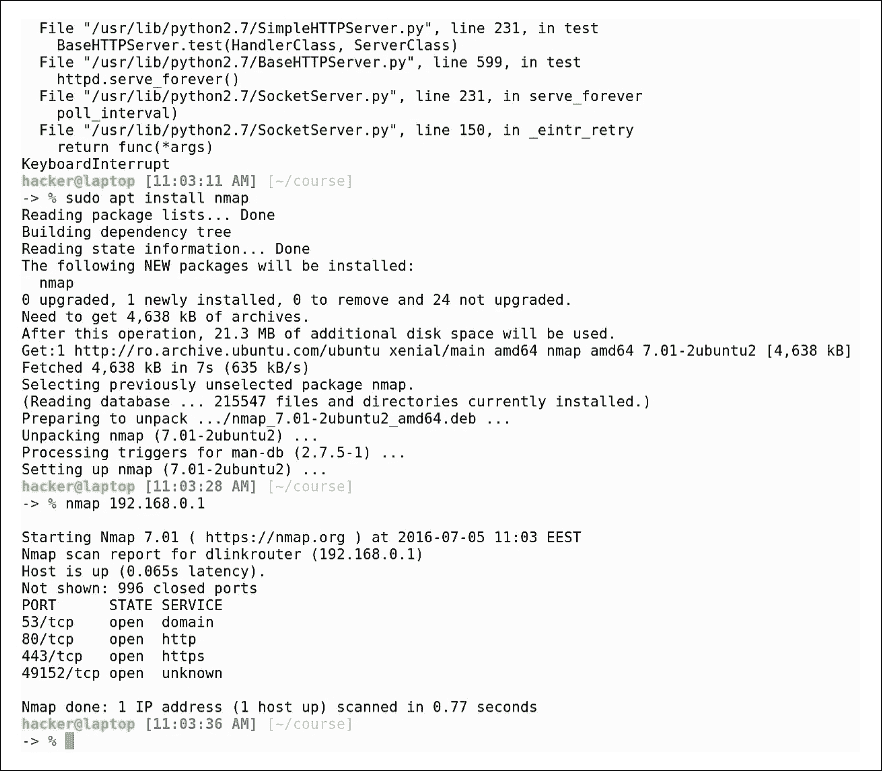 File "/usr/lib/python2.7/SimpleHTTPServer.py", line 231, in test
BaseHTTPServer.test(HandlerClass, ServerClass)
File "/usr/lib/python2.7/BaseHTTPServer.py", line 599, in test
httpd.serve_forever()
File "/usr/lib/python2.7/SocketServer.py", line 231, in serve_forever
poll_interval)
File "/usr/lib/python2.7/SocketServer.py", line 150, in _eintr_retry
return func(*args)
KeyboardInterrupt
hacker@laptop [11:03:11 AM] [~/course]
-> % sudo apt install nmap
Reading package lists... Done
Building dependency tree
Reading state information... Done
The following NEW packages will be installed:
nmap
0 upgraded, 1 newly installed, 0 to remove and 24 not upgraded.
Need to get 4,638 kB of archives.
After this operation, 21.3 MB of additional disk space will be used.
Get:1 http://ro.archive.ubuntu.com/ubuntu xenial/main amd64 nmap amd64 7.01-2ubuntu2 [4,638 kB]
Fetched 4,638 kB in 7s (635 kB/s)
Selecting previously unselected package nmap.
(Reading database ... 215547 files and directories currently installed.)
Preparing to unpack .../nmap_7.01-2ubuntu2_amd64.deb ...
Unpacking nmap (7.01-2ubuntu2) ...
Processing triggers for man-db (2.7.5-1) ...
Setting up nmap (7.01-2ubuntu2) ...
hacker@laptop [11:03:28 AM] [~/course]
-> % nmap 192.168.0.1
Starting Nmap 7.01 ( https://nmap.org ) at 2016-07-05 11:03 EEST
Nmap scan report for dlinkrouter (192.168.0.1)
Host is up (0.065s latency).
Not shown: 996 closed ports
PORT STATE SERVICE
53/tcp open domain
80/tcp open http
443/tcp open https
49152/tcp open unknown
Nmap done: 1 IP address (1 host up) scanned in 0.77 seconds
hacker@laptop [11:03:36 AM] [~/course]
-> %